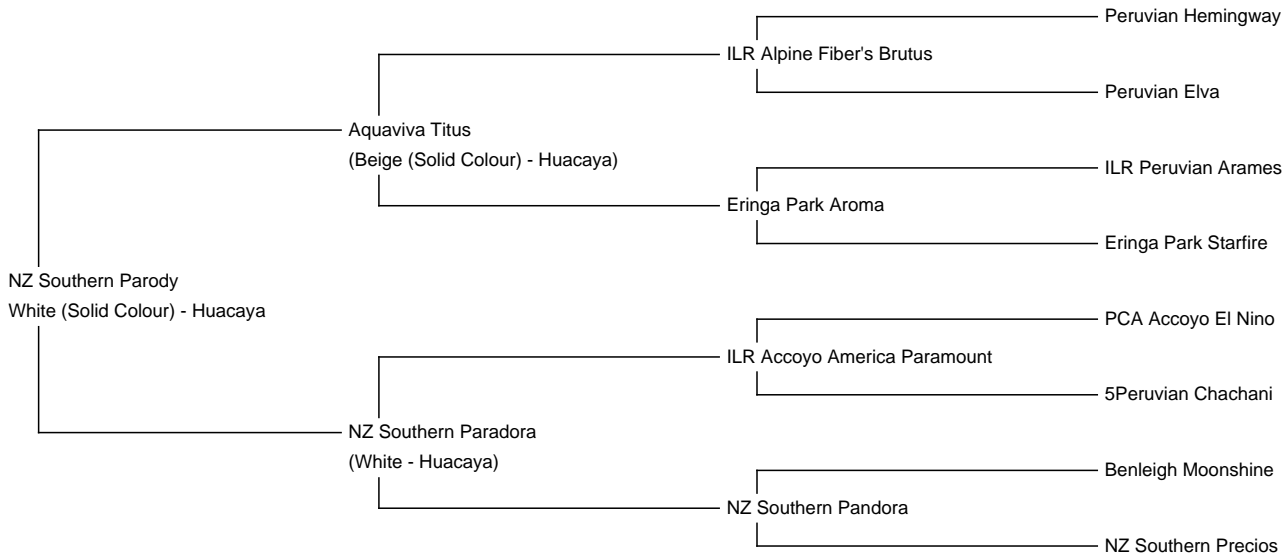 Peruvian Hemingway
ILR Alpine Fiber's Brutus
Peruvian Elva
Aquaviva Titus
(Beige (Solid Colour) - Huacaya)
ILR Peruvian Arames
Eringa Park Aroma
Eringa Park Starfire
NZ Southern Parody
White (Solid Colour) - Huacaya
PCA Accoyo El Nino
ILR Accoyo America Paramount
5Peruvian Chachani
NZ Southern Paradora
(White - Huacaya)
Benleigh Moonshine
NZ Southern Pandora
NZ Southern Precios